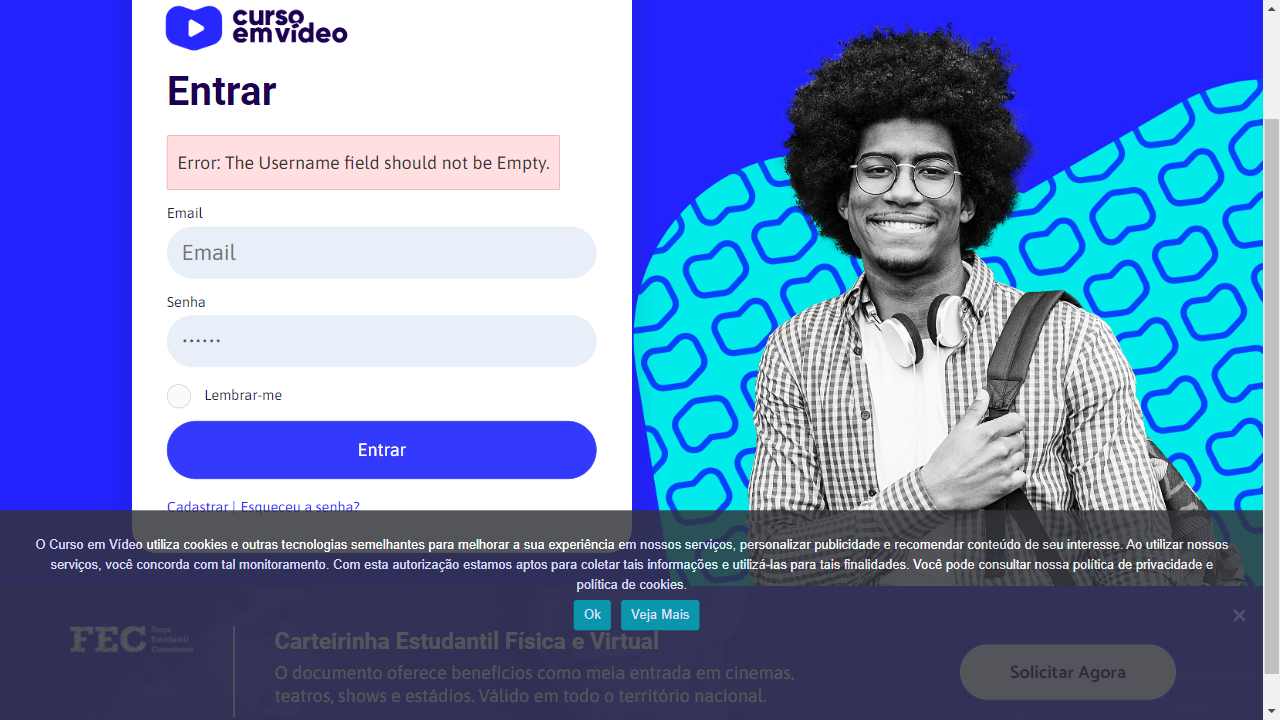 curso
em vídeo
Entrar
Error: The Username field should not be Empty.
Email
Email
Senha
Lembrar-me
Entrar
Cadastrar | Esqueceu a senha?
O Curso em Vídeo utiliza cookies e outras tecnologias semelhantes para melhorar a sua experiência em nossos serviços, personalizar publicidade e recomendar conteúdo de seu interesse. Ao utilizar nossos
serviços, você concorda com tal monitoramento. Com esta autorização estamos aptos para coletar tais informações e utilizá-las para tais finalidades. Você pode consultar nossa política de privacidade e
política de cookies.
Ok Veja Mais
FEC Força
Estudantil
Consciente
Carteirinha Estudantil Física e Virtual
O documento oferece benefícios como meia entrada em cinemas,
teatros, shows e estádios. Válido em todo o território nacional.
Solicitar Agora